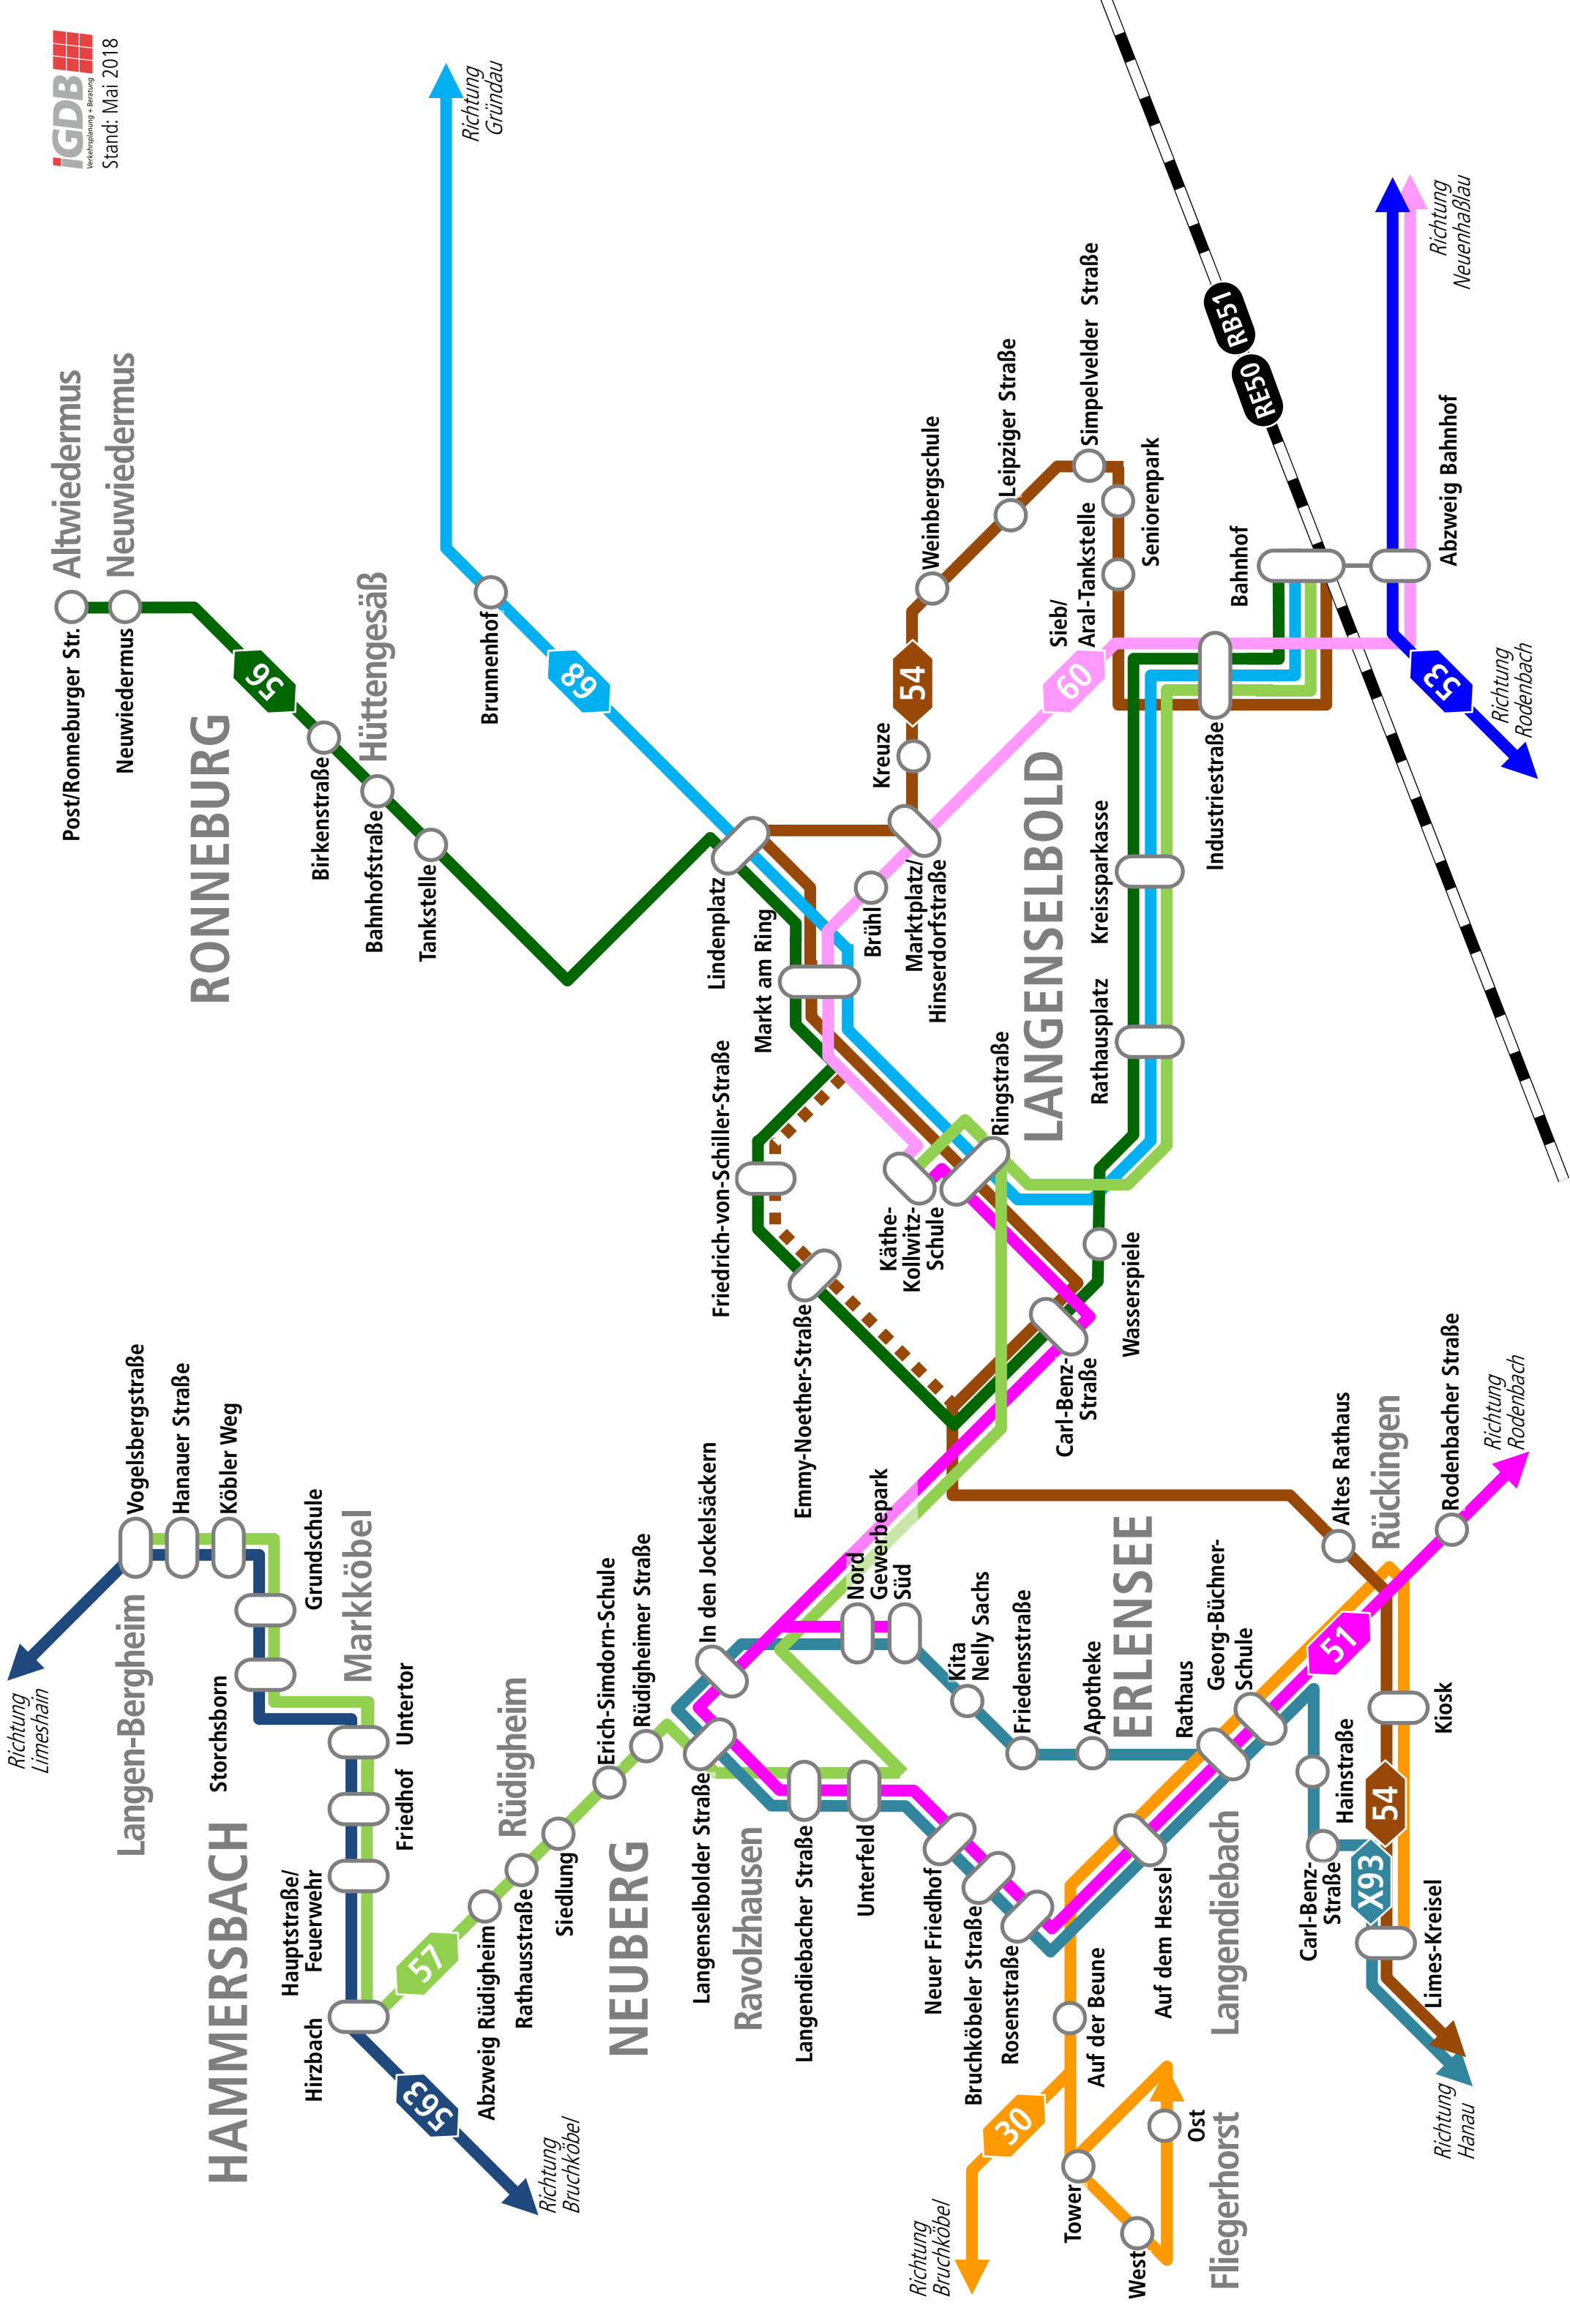 iGDB
Verkehrsplanung + Beratung
Stand: Mai 2018
Richtung
Limeshain
Langen-Bergheim
Vogelsbergstraße
Hanauer Straße
Köbler Weg
Grundschule
Storchsborn
Markköbel
HAMMERSBACH
Untertor
Friedhof
Hauptstraße/
Feuerwehr
Hirzbach
563
Richtung
Bruchköbel
57
Abzweig Rüdigheim
Rathausstraße
Siedlung
Rüdigheim
Erich-Simdorn-Schule
Rüdigheimer Straße
NEUBERG
Ravolzhausen
In den Jockelsäckern
Langenselbolder Straße
Langendiebacher Straße
Unterfeld
Neuer Friedhof
Bruchköbeler Straße
Rosenstraße
Nord
Gewerbepark
Süd
Kita
Nelly Sachs
Friedensstraße
Apotheke
ERLENSEE
Rathaus
Georg-Büchner-
Schule
Auf dem Hessel
Langendiebach
Auf der Beune
30
Richtung
Bruchköbel
Tower
West
Ost
Fliegerhorst
Hainstraße
Carl-Benz-
Straße
X93
54
Kiosk
Limes-Kreisel
Richtung
Hanau
51
Altes Rathaus
Rückingen
Rodenbacher Straße
Richtung
Rodenbach
Altwiedermus
Neuwiedermus
Post/Ronneburger Str.
Neuwiedermus
56
RONNEBURG
Birkenstraße
Hüttengesäß
Bahnhofstraße
Tankstelle
Richtung
Gründau
Brunnenhof
68
Lindenplatz
Markt am Ring
Friedrich-von-Schiller-Straße
Emmy-Noether-Straße
Käthe-
Kollwitz-
Schule
Brühl
Marktplatz/
Hinserdorfstraße
Kreuze
54
Weinbergschule
Leipziger Straße
Simpelvelder Straße
Seniorenpark
Sieb/
Aral-Tankstelle
60
LANGENSELBOLD
Ringstraße
Carl-Benz-
Straße
Wasserspiele
Rathausplatz
Kreissparkasse
Industriestraße
Bahnhof
RE50
RB51
Abzweig Bahnhof
53
Richtung
Rodenbach
Richtung
Neuenhaßlau